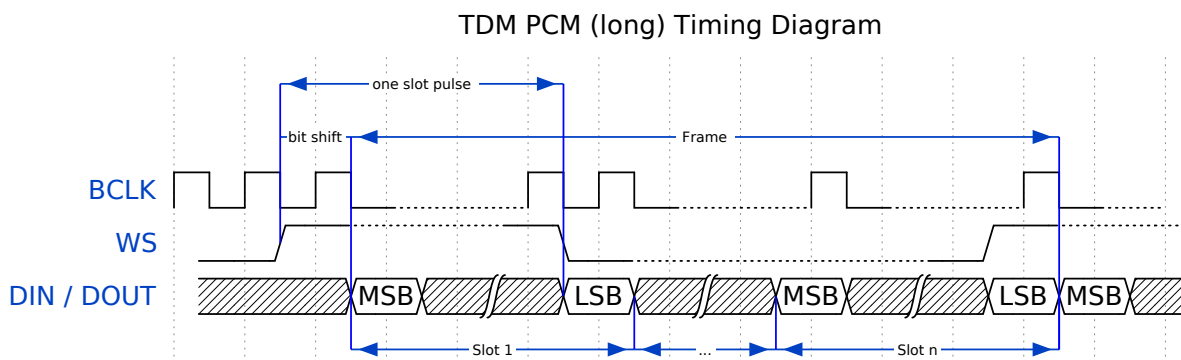 TDM PCM (long) Timing Diagram
one slot pulse
bit shift
Frame
BCLK
WS
DIN / DOUT
MSB
LSB
MSB
LSB
MSB
Slot 1
...
Slot n